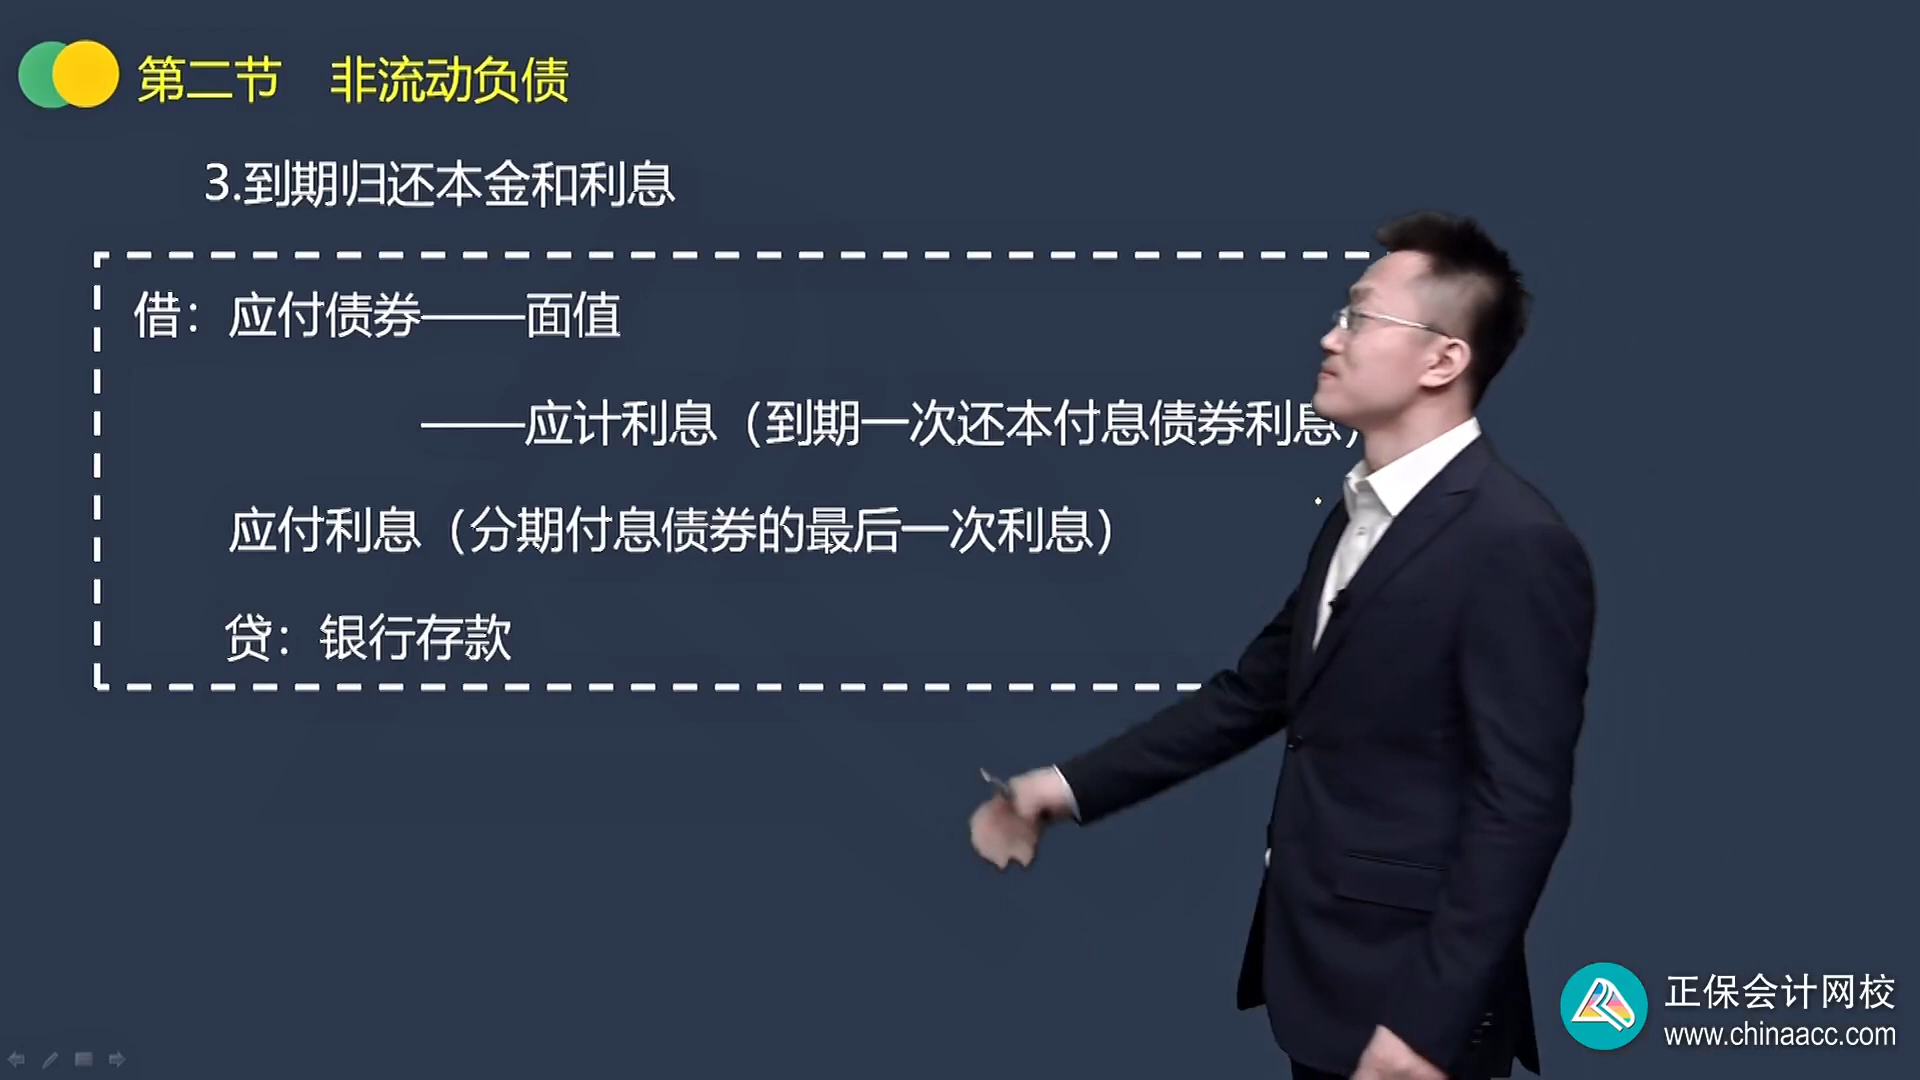 第二节 非流动负债
3.到期归还本金和利息
借：应付债券——面值
——应计利息（到期一次还本付息债券利息）
应付利息（分期付息债券的最后一次利息）
贷：银行存款
正保会计网校
www.chinaacc.com